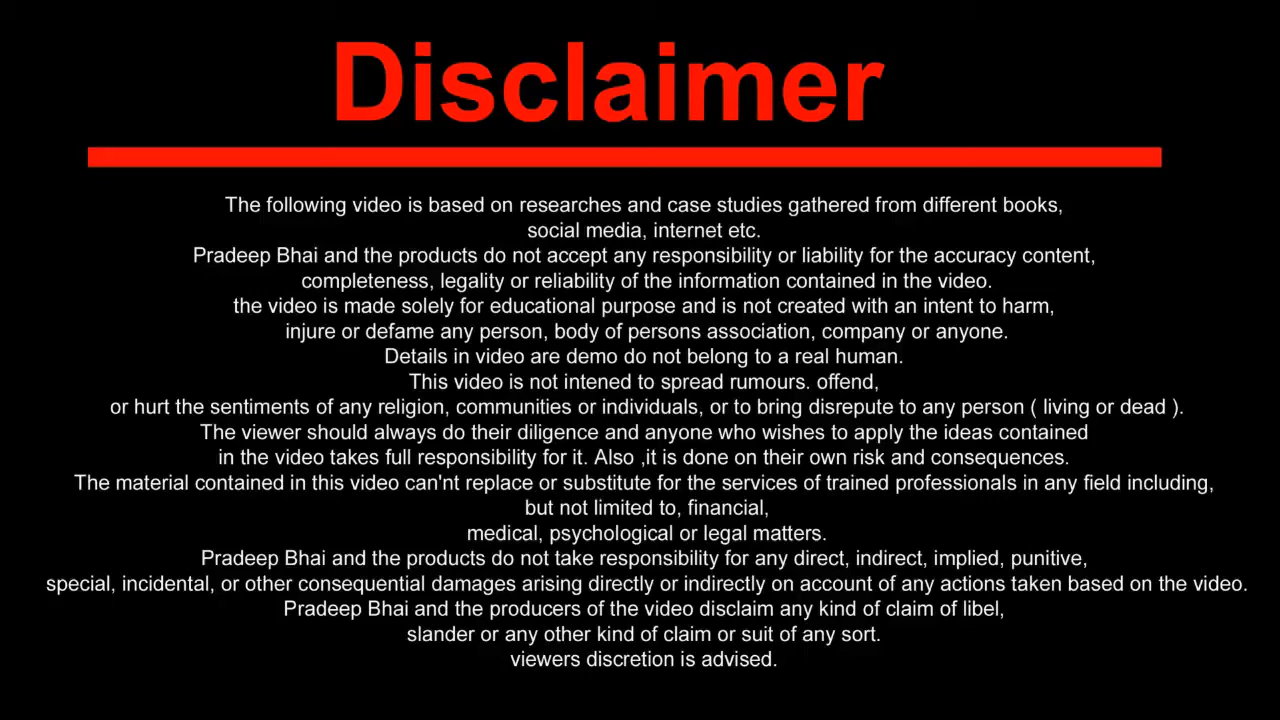 Disclaimer
The following video is based on researches and case studies gathered from different books,
social media, internet etc.
Pradeep Bhai and the products do not accept any responsibility or liability for the accuracy content,
completeness, legality or reliability of the information contained in the video.
the video is made solely for educational purpose and is not created with an intent to harm,
injure or defame any person, body of persons association, company or anyone.
Details in video are demo do not belong to a real human.
This video is not intened to spread rumours. offend,
or hurt the sentiments of any religion, communities or individuals, or to bring disrepute to any person ( living or dead ).
The viewer should always do their diligence and anyone who wishes to apply the ideas contained
in the video takes full responsibility for it. Also ,it is done on their own risk and consequences.
The material contained in this video can'nt replace or substitute for the services of trained professionals in any field including,
but not limited to, financial,
medical, psychological or legal matters.
Pradeep Bhai and the products do not take responsibility for any direct, indirect, implied, punitive,
special, incidental, or other consequential damages arising directly or indirectly on account of any actions taken based on the video.
Pradeep Bhai and the producers of the video disclaim any kind of claim of libel,
slander or any other kind of claim or suit of any sort.
viewers discretion is advised.